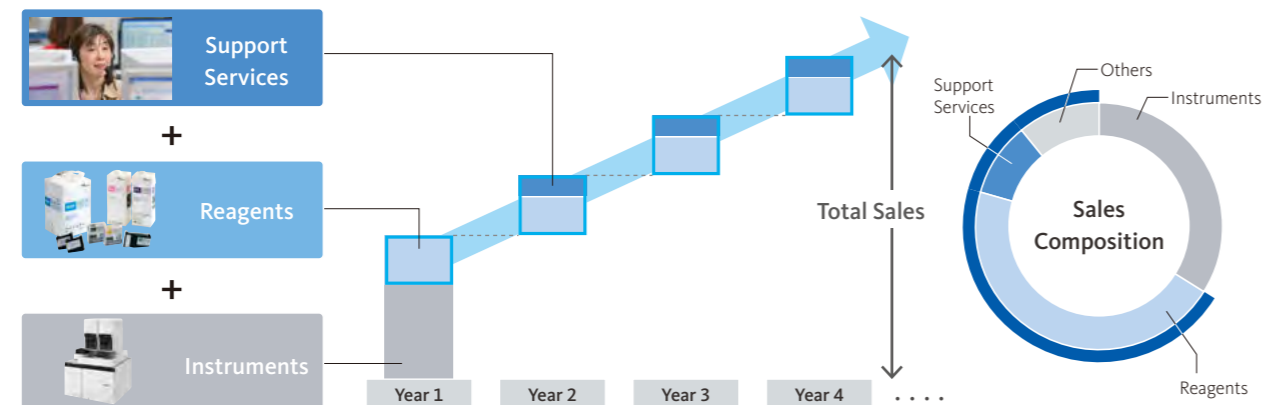 Support
Services
+
Reagents
+
Instruments
Year 1
Year 2
Year 3
Year 4
. . . .
Total Sales
Sales
Composition
Support
Services
Others
Instruments
Reagents